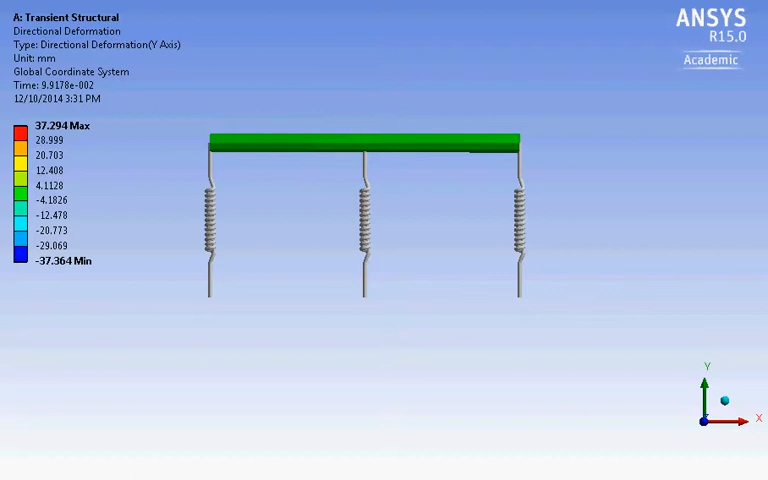 A: Transient Structural
Directional Deformation
Type: Directional Deformation(Y Axis)
Unit: mm
Global Coordinate System
Time: 9.9178e-002
12/10/2014 3:31 PM
37.294 Max
28.999
20.703
12.408
4.1128
-4.1826
-12.478
-20.773
-29.069
-37.364 Min
ANSYS
R15.0
Academic
Y
X